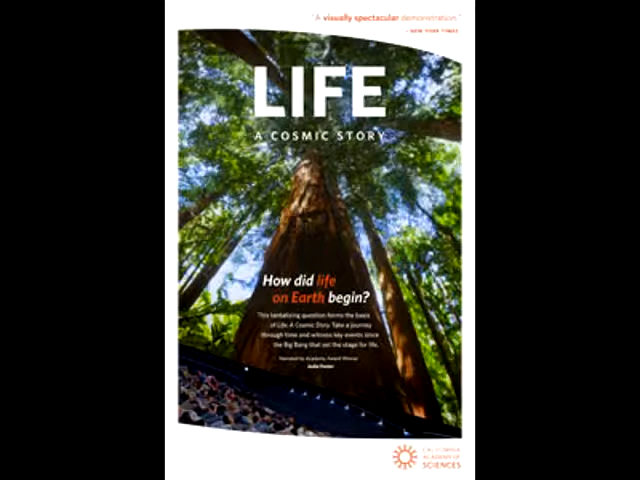 "A visually spectacular demonstration."
- NEW YORK TIMES
LIFE
A COSMIC STORY
How did life
on Earth begin?
This tantalizing question forms the basis
of Life: A Cosmic Story. Take a journey
through time and witness key events since
the Big Bang that set the stage for life.
Narrated by Academy Award Winner
Jodie Foster
CALIFORNIA
ACADEMY OF
SCIENCES